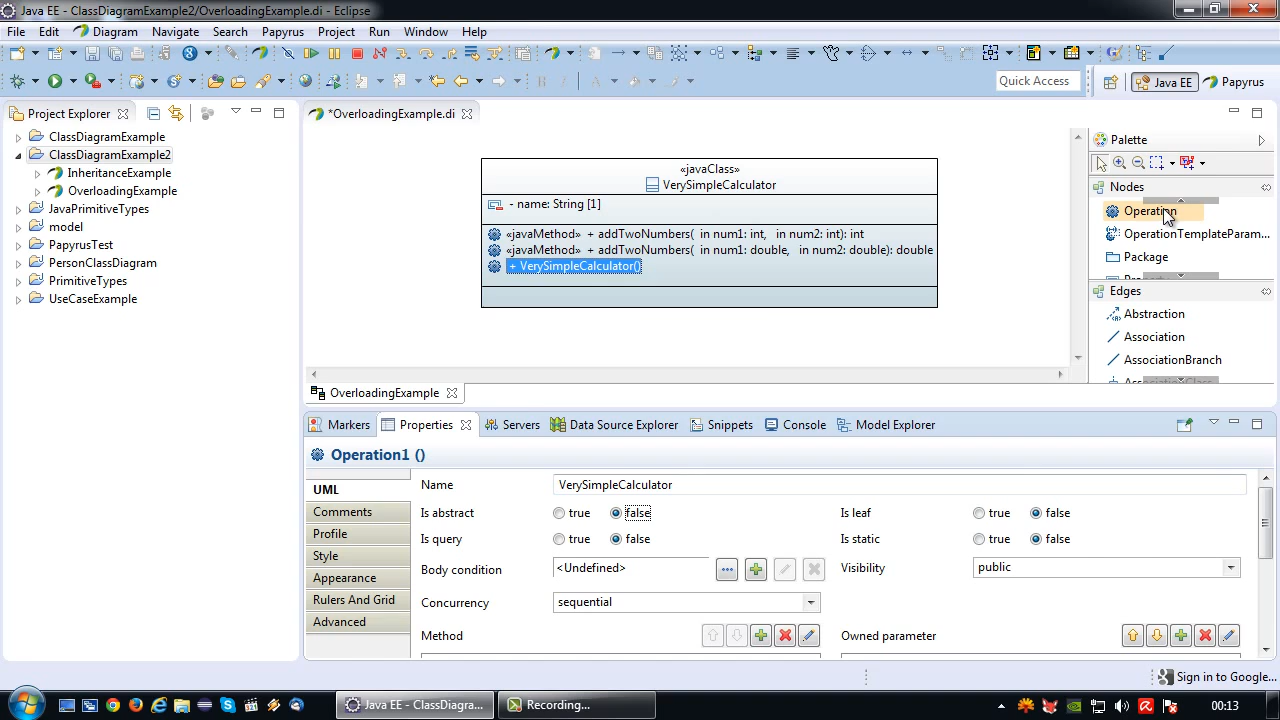 Java EE - ClassDiagramExample2/OverloadingExample.di - Eclipse
File Edit Diagram Navigate Search Papyrus Project Run Window Help
Quick Access Java EE Papyrus
Project Explorer
ClassDiagramExample
ClassDiagramExample2
InheritanceExample
OverloadingExample
JavaPrimitiveTypes
model
PapyrusTest
PersonClassDiagram
PrimitiveTypes
UseCaseExample
*OverloadingExample.di
«javaClass»
VerySimpleCalculator
- name: String [1]
«javaMethod» + addTwoNumbers( in num1: int, in num2: int): int
«javaMethod» + addTwoNumbers( in num1: double, in num2: double): double
+ VerySimpleCalculator()
OverloadingExample
Palette
Nodes
Operation
OperationTemplateParam...
Package
Edges
Abstraction
Association
AssociationBranch
Markers Properties Servers Data Source Explorer Snippets Console Model Explorer
Operation1 ()
UML
Comments
Profile
Style
Appearance
Rulers And Grid
Advanced
Name VerySimpleCalculator
Is abstract true false Is leaf true false
Is query true false Is static true false
Body condition <Undefined> Visibility public
Concurrency sequential
Method Owned parameter
Sign in to Google...
Java EE - ClassDiagra... Recording... 00:13